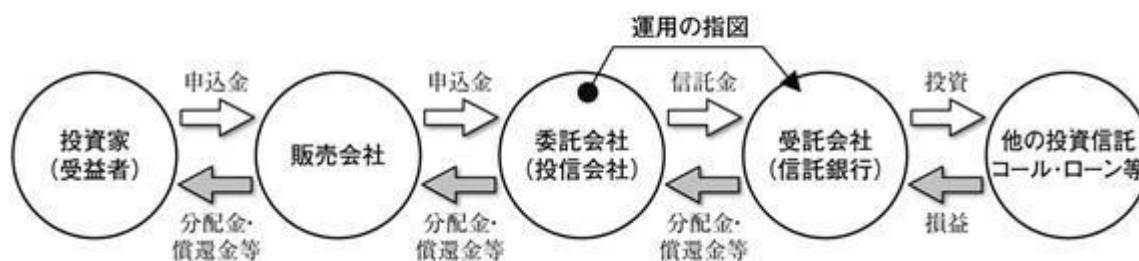 運用の指図
申込金
申込金
信託金
投資
投資家
(受益者)
販売会社
委託会社
(投信会社)
受託会社
(信託銀行)
他の投資信託
コール・ローン等
分配金・
償還金等
分配金・
償還金等
分配金・
償還金等
損益